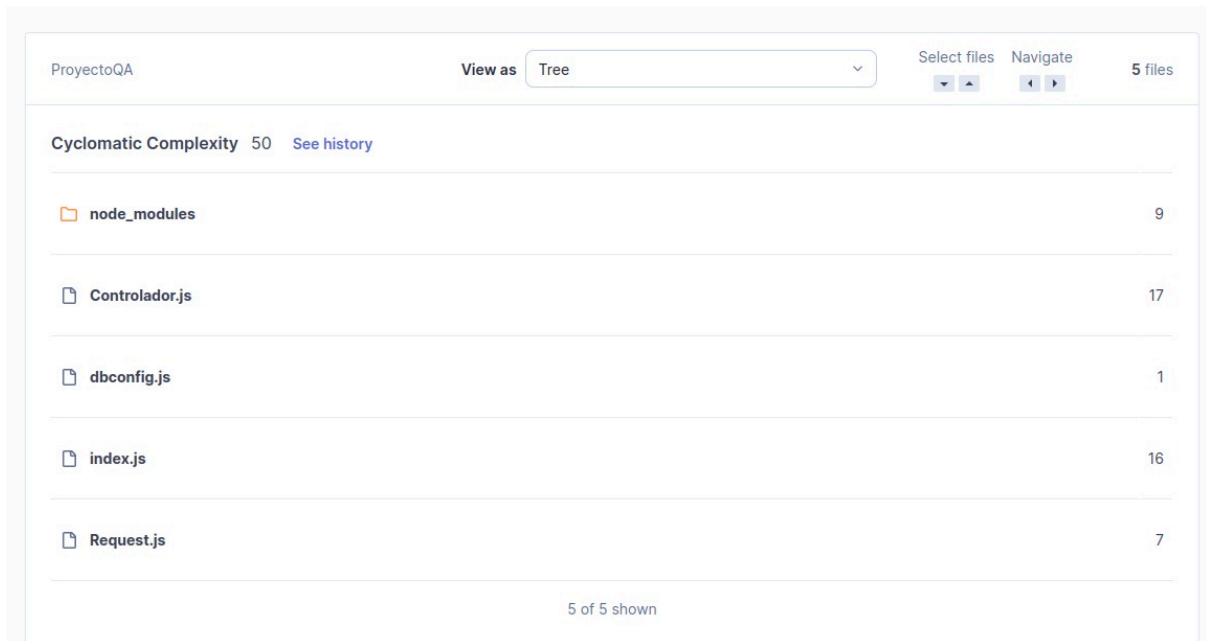 ProyectoQA
View as
Tree
Select files
Navigate
5 files
Cyclomatic Complexity 50 See history
node_modules 9
Controlador.js 17
dbconfig.js 1
index.js 16
Request.js 7
5 of 5 shown